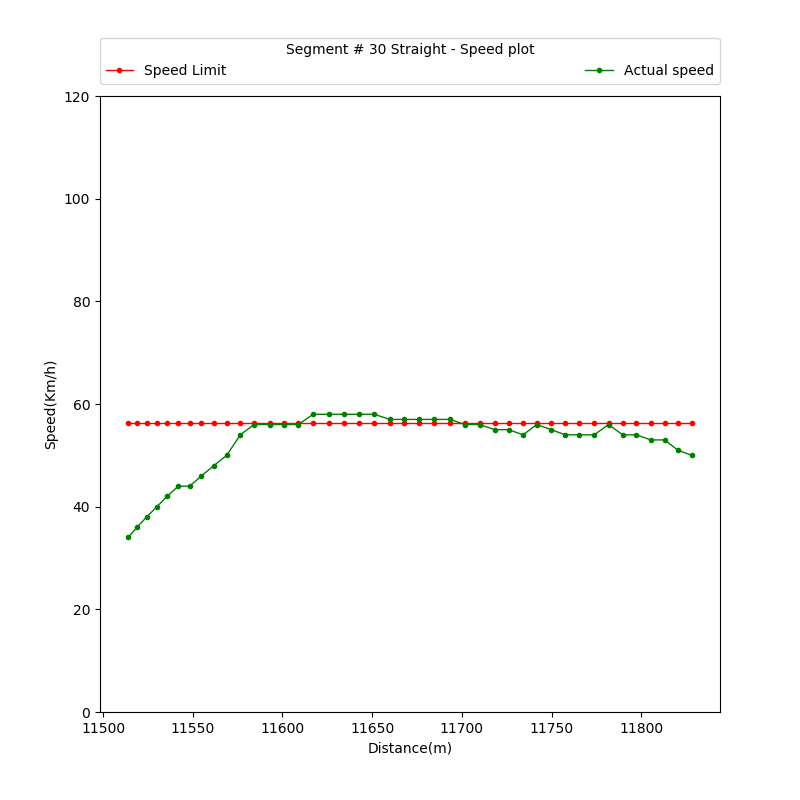 Segment # 30 Straight - Speed plot
Speed Limit
Actual speed
120
100
80
60
40
20
0
Speed(Km/h)
11500 11550 11600 11650 11700 11750 11800
Distance(m)